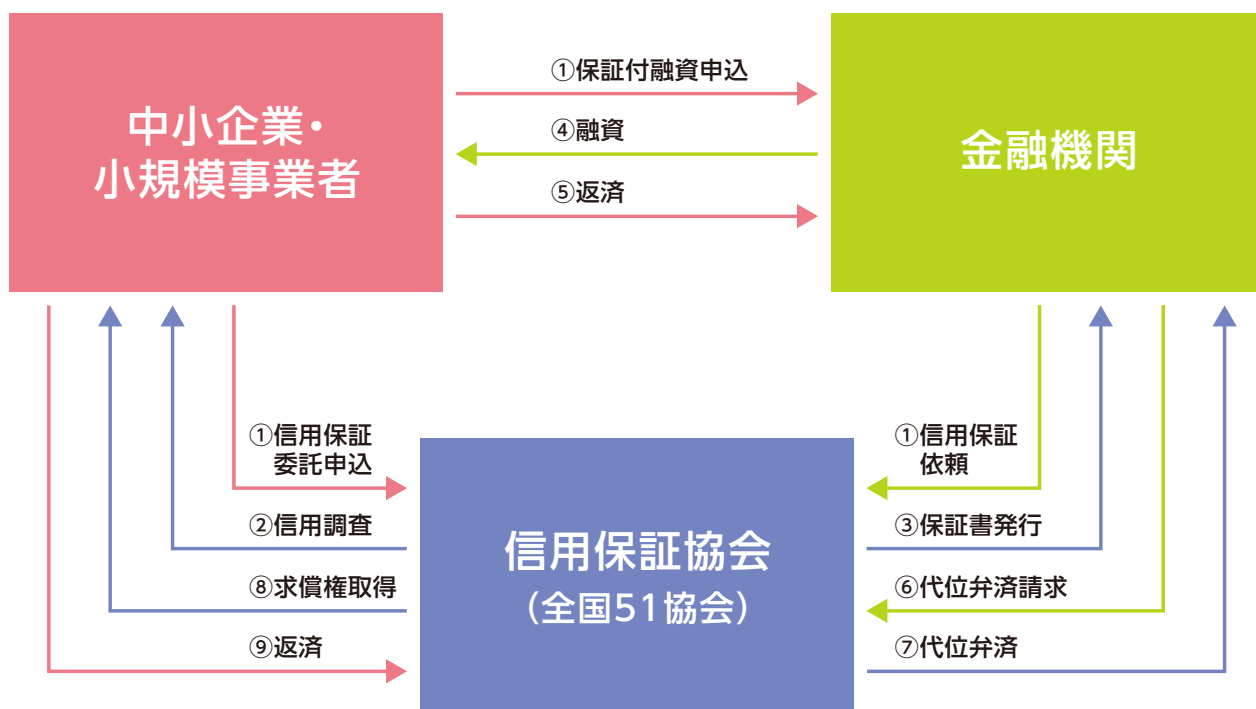 中小企業・
小規模事業者
①保証付融資申込
④融資
⑤返済
金融機関
①信用保証
委託申込
②信用調査
⑧求償権取得
⑨返済
信用保証協会
(全国51協会)
①信用保証
依頼
③保証書発行
⑥代位弁済請求
⑦代位弁済